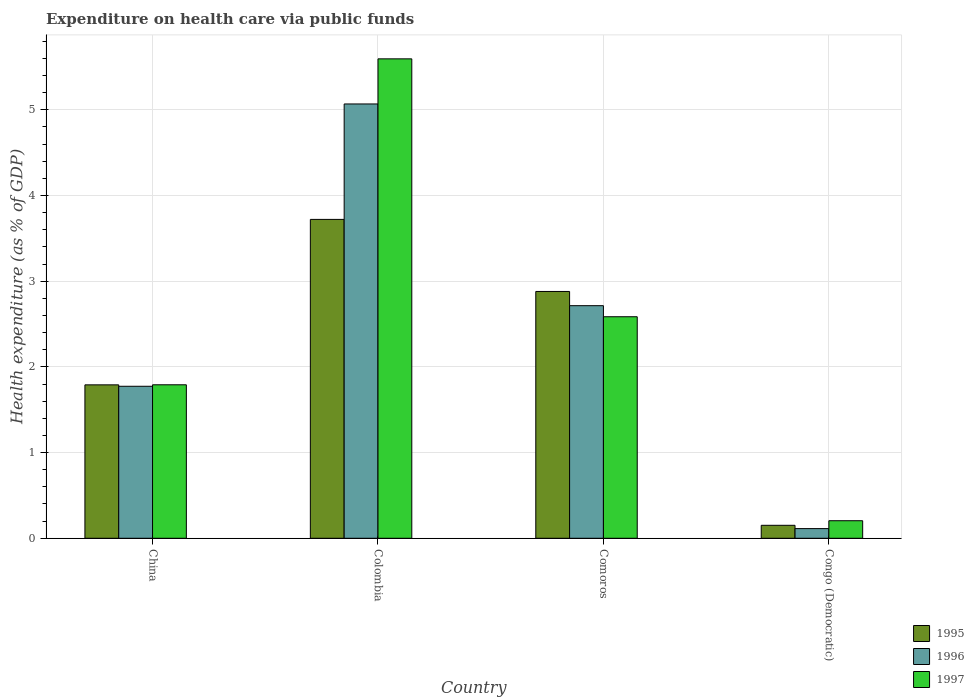 Expenditure on health care via public funds
Health expenditure (as % of GDP)
5
4
3
2
1
0
China
Colombia
Comoros
Congo (Democratic)
Country
1995
1996
1997